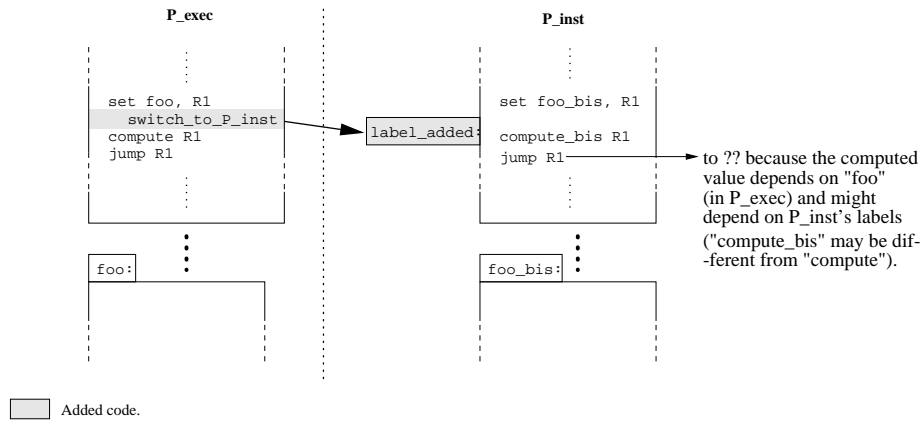 P_exec
P_inst
set foo, R1
switch_to_P_inst
compute R1
jump R1
label_added:
set foo_bis, R1
compute_bis R1
jump R1
to ?? because the computed
value depends on "foo"
(in P_exec) and might
depend on P_inst's labels
("compute_bis" may be dif-
-ferent from "compute").
foo:
foo_bis:
Added code.